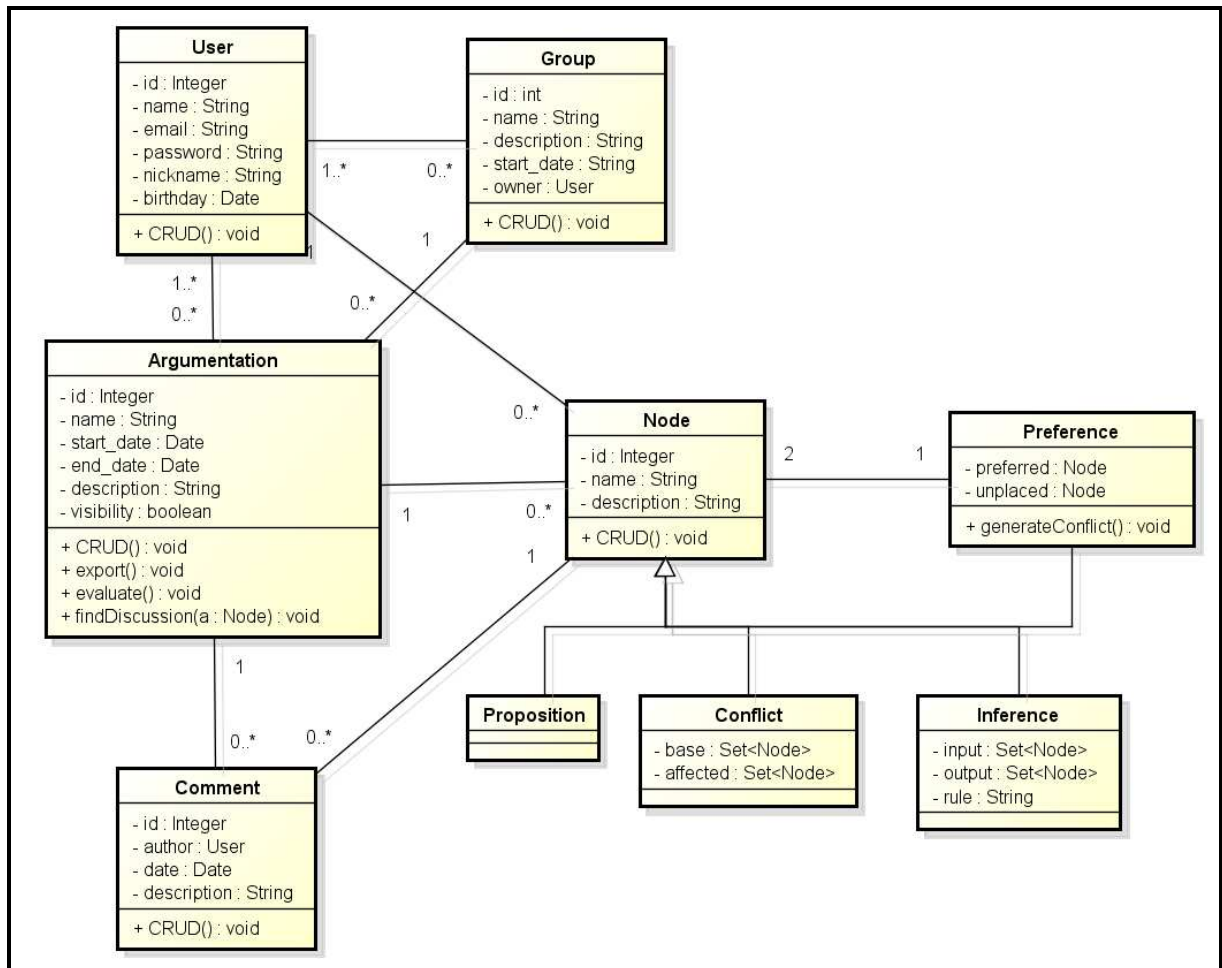 User
- id : Integer
- name : String
- email : String
- password : String
- nickname : String
- birthday : Date
+ CRUD() : void
Group
- id : int
- name : String
- description : String
- start_date : String
- owner : User
+ CRUD() : void
1..*
0..*
1
1
1..*
0..*
0..*
Argumentation
- id : Integer
- name : String
- start_date : Date
- end_date : Date
- description : String
- visibility : boolean
+ CRUD() : void
+ export() : void
+ evaluate() : void
+ findDiscussion(a : Node) : void
0..*
Node
- id : Integer
- name : String
- description : String
+ CRUD() : void
2
1
Preference
- preferred : Node
- unplaced : Node
+ generateConflict() : void
1
0..*
1
1
0..*
0..*
Proposition
Conflict
- base : Set<Node>
- affected : Set<Node>
Inference
- input : Set<Node>
- output : Set<Node>
- rule : String
Comment
- id : Integer
- author : User
- date : Date
- description : String
+ CRUD() : void